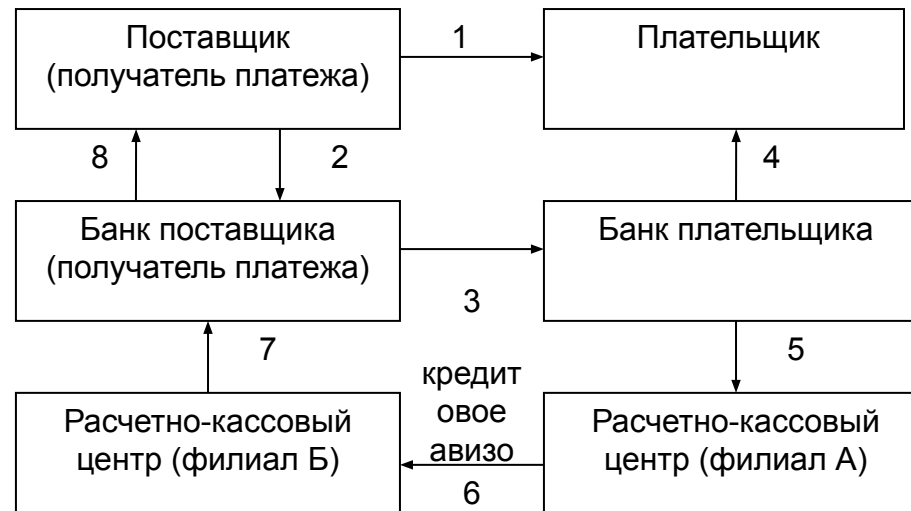 Поставщик
(получатель платежа)
1
Плательщик
8
2
4
Банк поставщика
(получатель платежа)
3
Банк плательщика
7
5
кредит
овое
авизо
6
Расчетно-кассовый
центр (филиал Б)
Расчетно-кассовый
центр (филиал А)